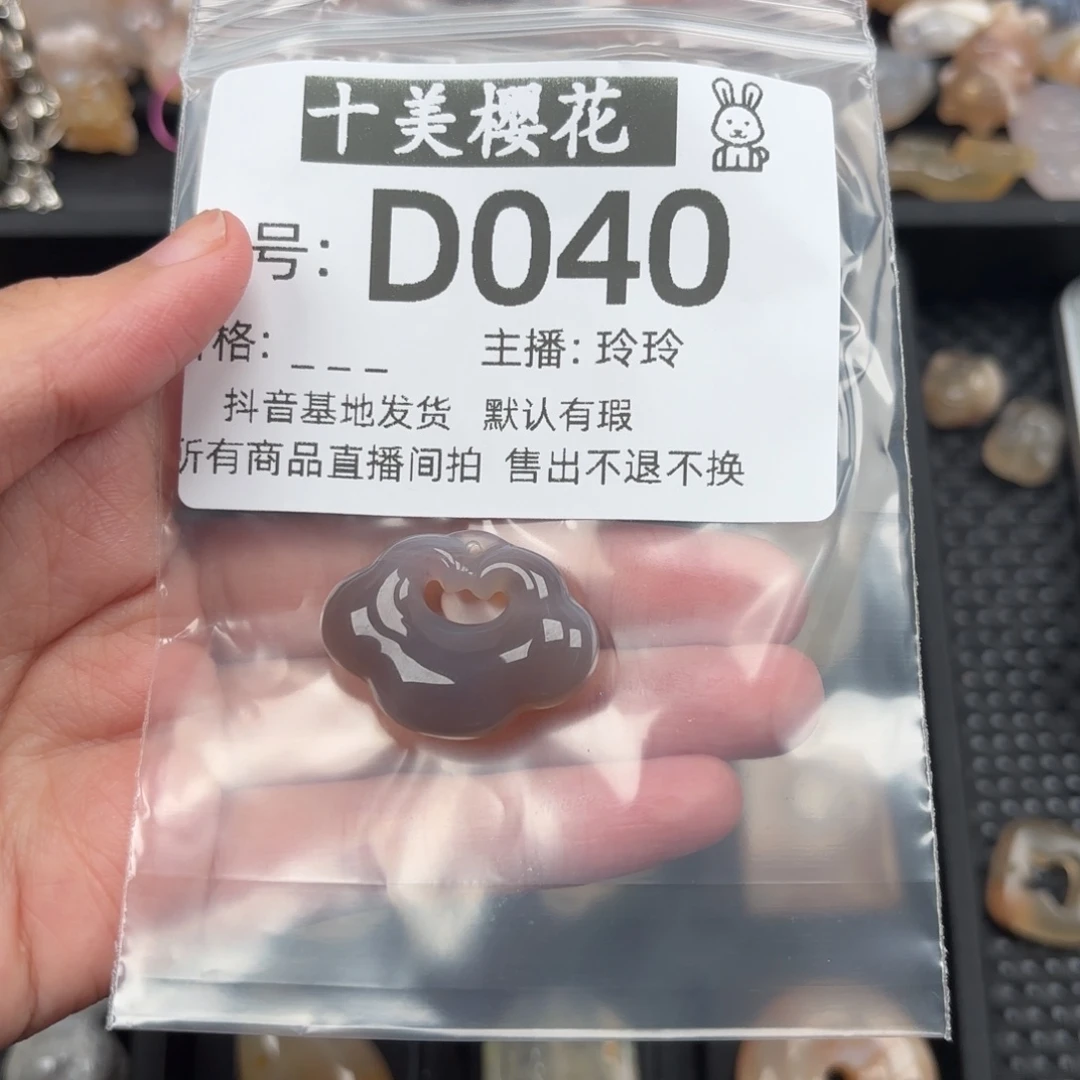 十美樱花
号: D040
格: _ _ _ 主播: 玲玲
抖音基地发货 默认有瑕
所有商品直播间拍 售出不退不换